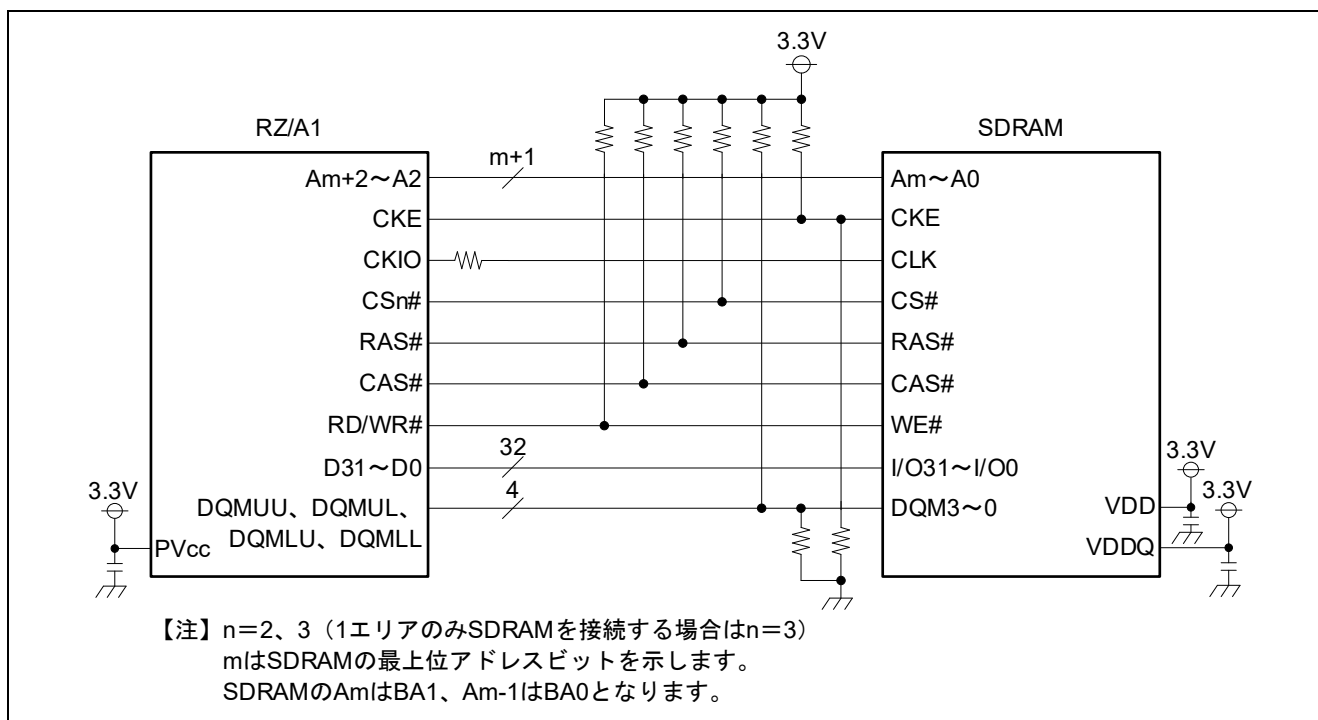 3.3V
RZ/A1
SDRAM
m+1
Am+2～A2
Am～A0
CKE
CKE
CKIO
CLK
CSn#
CS#
RAS#
RAS#
CAS#
CAS#
RD/WR#
WE#
32
D31～D0
I/O31～I/O0
3.3V
3.3V
4
3.3V
DQMUU、DQMUL、
DQMLU、DQMLL
DQM3～0
VDD
PVcc
VDDQ
【注】n＝2、3（1エリアのみSDRAMを接続する場合はn＝3）
mはSDRAMの最上位アドレスビットを示します。
SDRAMのAmはBA1、Am-1はBA0となります。